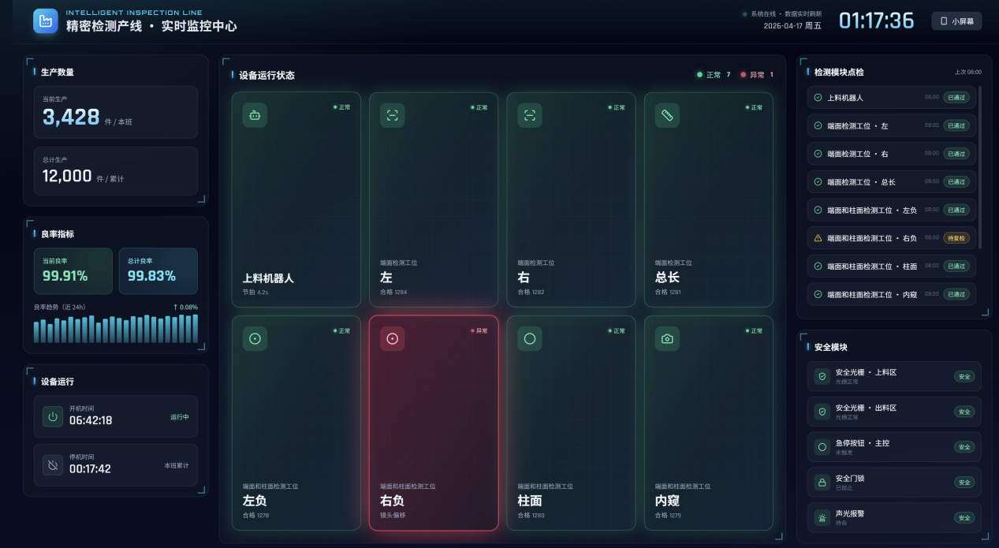 INTELLIGENT INSPECTION LINE
精密检测产线 • 实时监控中心
系统在线 • 数据实时刷新
2026-04-17 周五
01:17:36
小屏幕
生产数量
当前生产
3,428 件 / 本班
总计生产
12,000 件 / 累计
良率指标
当前良率
99.91%
总计良率
99.83%
良率趋势（近 24h）
↑ 0.08%
设备运行
开机时间
06:42:18
运行中
停机时间
00:17:42
本班累计
设备运行状态
正常 7
异常 1
正常
上料机器人
节拍 4.2s
正常
端面检测工位
左
合格 1284
正常
端面检测工位
右
合格 1282
正常
端面检测工位
总长
合格 1281
正常
端面和柱面检测工位
左负
合格 1278
异常
端面和柱面检测工位
右负
镜头偏移
正常
端面和柱面检测工位
柱面
合格 1280
正常
端面和柱面检测工位
内窥
合格 1279
检测模块点检
上次 08:00
上料机器人 08:00 已通过
端面检测工位 • 左 08:00 已通过
端面检测工位 • 右 08:00 已通过
端面检测工位 • 总长 08:00 已通过
端面和柱面检测工位 • 左负 08:00 已通过
端面和柱面检测工位 • 右负 08:00 待复检
端面和柱面检测工位 • 柱面 08:00 已通过
端面和柱面检测工位 • 内窥 08:00 已通过
安全模块
安全光栅 • 上料区
光栅正常
安全
安全光栅 • 出料区
光栅正常
安全
急停按钮 • 主控
未触发
安全
安全门锁
已锁止
安全
声光报警
待命
安全